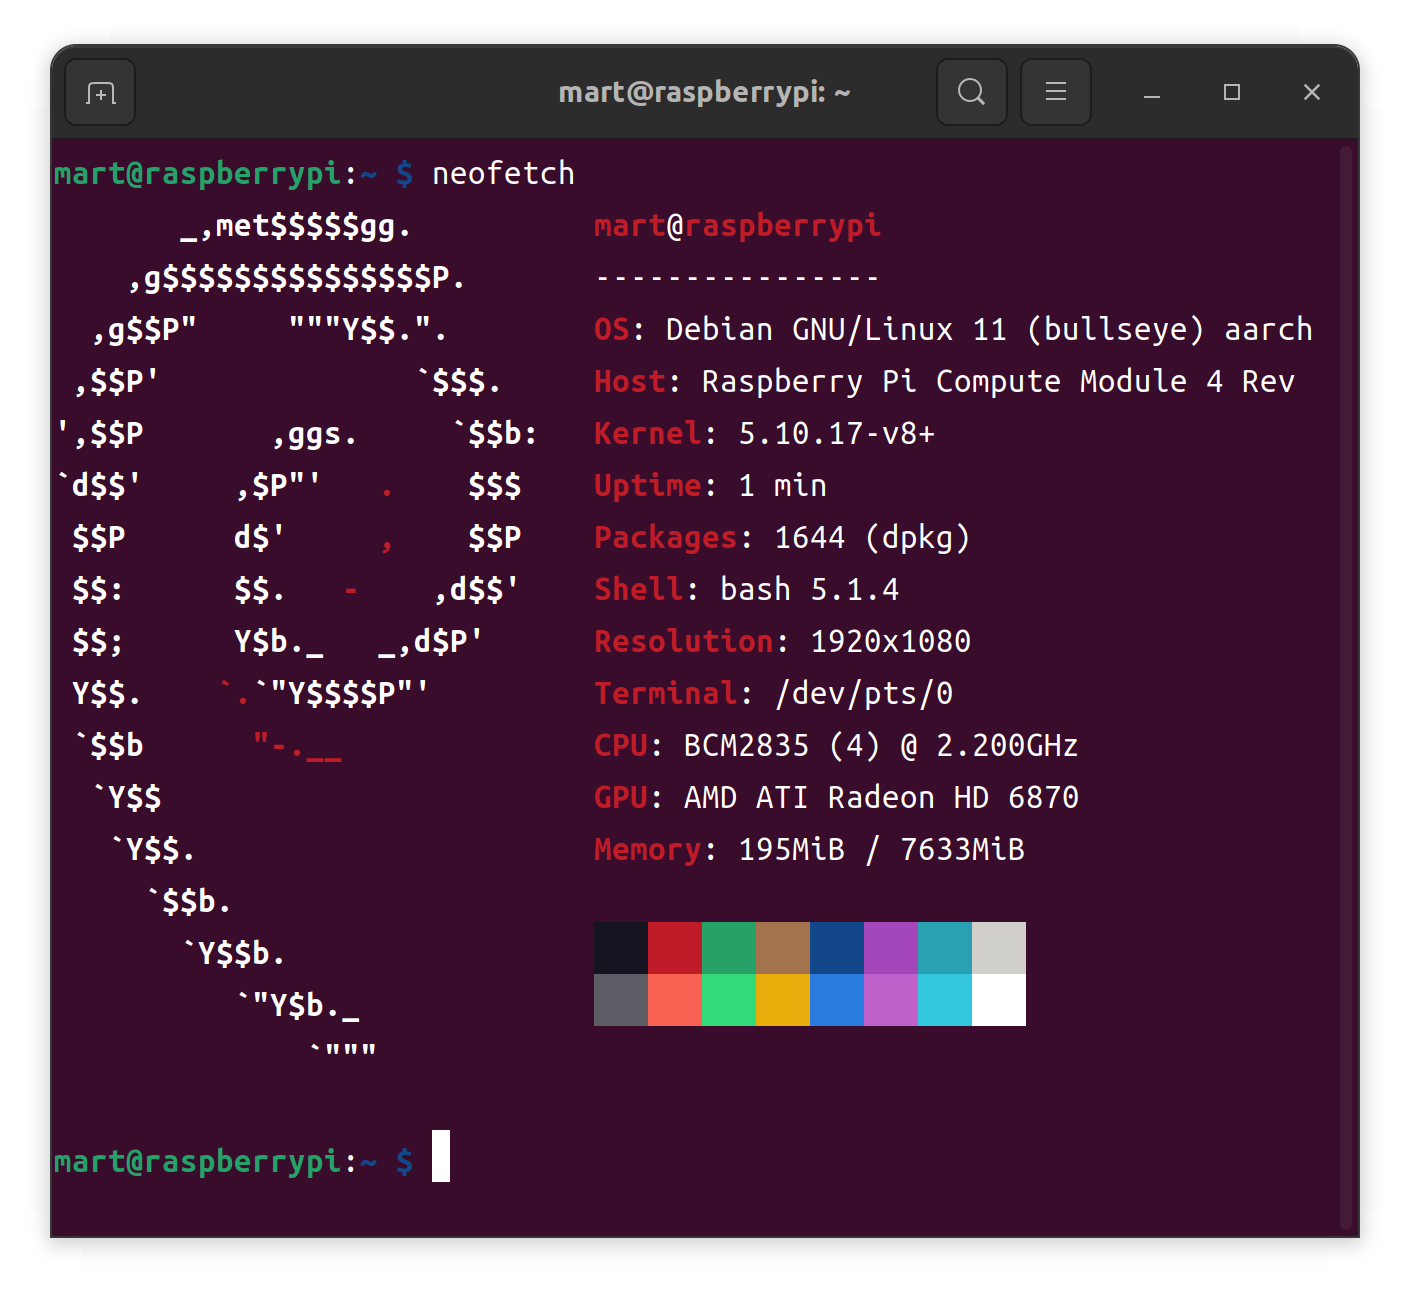 mart@raspberrypi: ~
mart@raspberrypi:~ $ neofetch
       _,met$$$$$gg.          mart@raspberrypi
    ,g$$$$$$$$$$$$$$$P.       ----------------
  ,g$$P"     """Y$$.".        OS: Debian GNU/Linux 11 (bullseye) aarch
 ,$$P'              `$$$.     Host: Raspberry Pi Compute Module 4 Rev
',$$P       ,ggs.     `$$b:   Kernel: 5.10.17-v8+
`d$$'     ,$P"'   .    $$$    Uptime: 1 min
 $$P      d$'     ,    $$P    Packages: 1644 (dpkg)
 $$:      $$.   -    ,d$$'    Shell: bash 5.1.4
 $$;      Y$b._   _,d$P'      Resolution: 1920x1080
 Y$$.    `.`"Y$$$$P"'         Terminal: /dev/pts/0
 `$$b      "-.__              CPU: BCM2835 (4) @ 2.200GHz
  `Y$$                        GPU: AMD ATI Radeon HD 6870
   `Y$$.                      Memory: 195MiB / 7633MiB
     `$$b.
       `Y$$b.
          `"Y$b._
              `"""
mart@raspberrypi:~ $